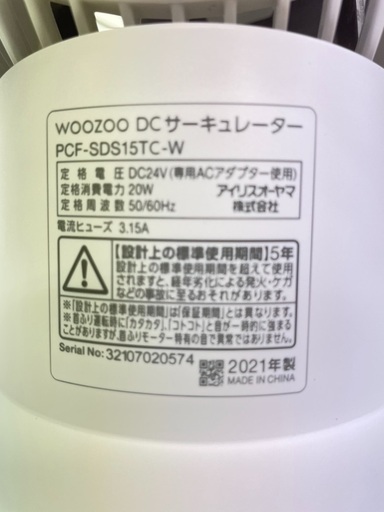 WOOZOO DCサーキュレーター
PCF-SDS15TC-W
定格電圧 DC24V(専用ACアダプター使用)
定格消費電力 20W アイリスオーヤマ
定格周波数 50/60Hz 株式会社
電流ヒューズ 3.15A
【設計上の標準使用期間】5年
設計上の標準使用期間を超えて使用
されますと、経年劣化による発火・ケガ
などの事故に至るおそれがあります。
※「設計上の標準使用期間」は、保証期間とは異なります。
※首ふり運転時に「カタカタ」、「コトコト」と音が一時的に強まる
ことがありますが、首ふりモーター特有の音で異常ではありません。
Serial No: 32107020574
2021年製
MADE IN CHINA